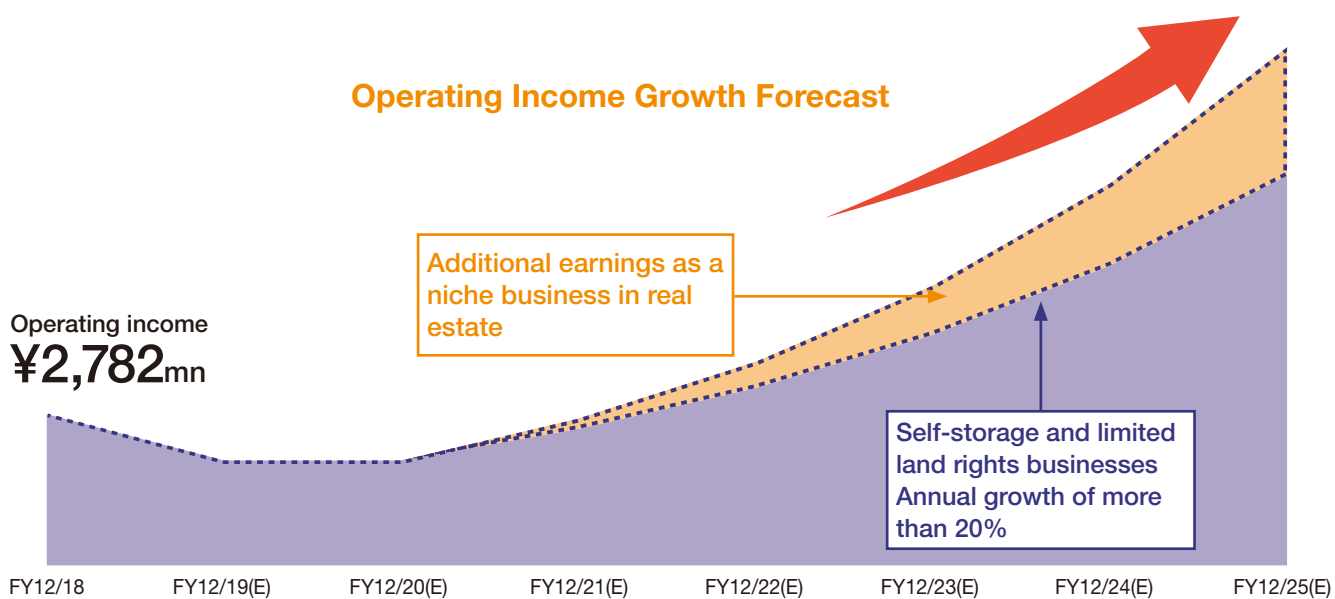 Operating Income Growth Forecast
Additional earnings as a
niche business in real
estate
Operating income
¥2,782mn
Self-storage and limited
land rights businesses
Annual growth of more
than 20%
FY12/18 FY12/19(E) FY12/20(E) FY12/21(E) FY12/22(E) FY12/23(E) FY12/24(E) FY12/25(E)